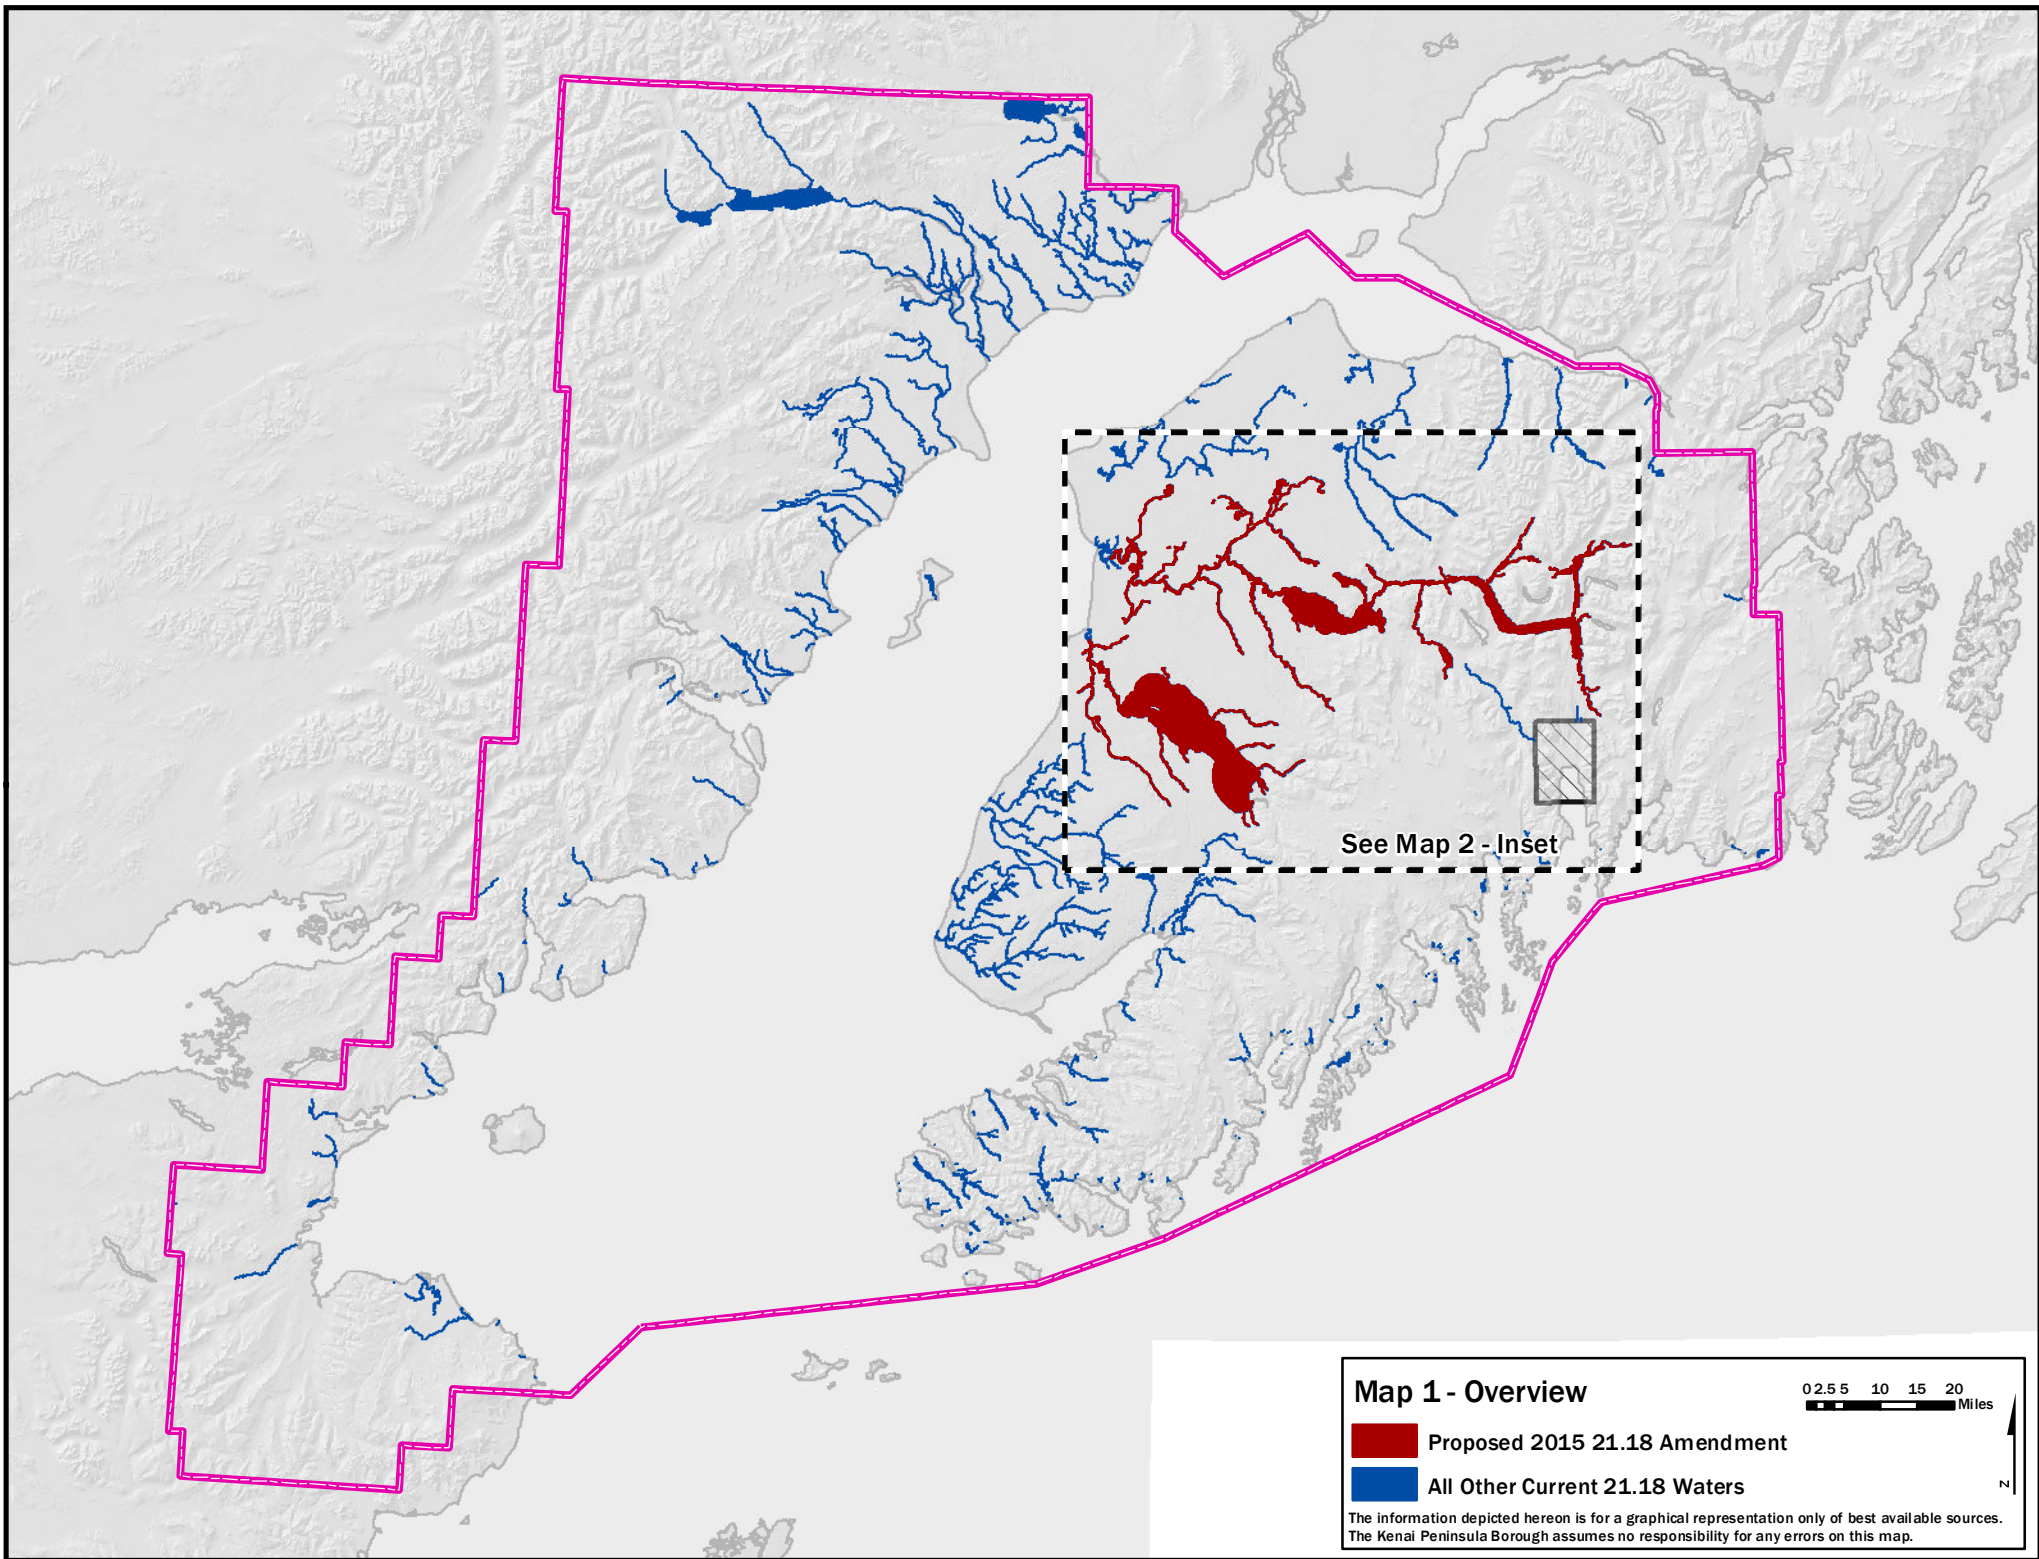 See Map 2 - Inset
Map 1 - Overview
0 2.5 5 10 15 20
Miles
Proposed 2015 21.18 Amendment
All Other Current 21.18 Waters
N
The information depicted hereon is for a graphical representation only of best available sources.
The Kenai Peninsula Borough assumes no responsibility for any errors on this map.